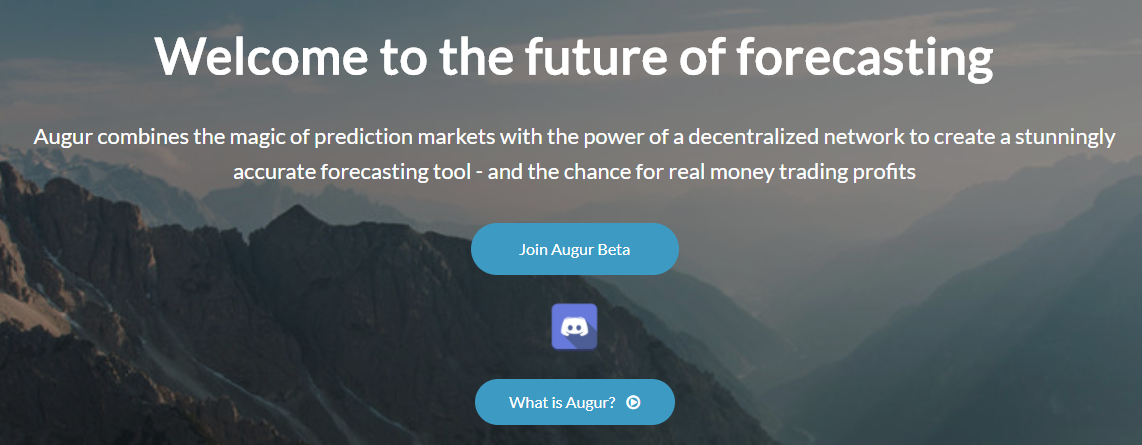 Welcome to the future of forecasting
Augur combines the magic of prediction markets with the power of a decentralized network to create a stunningly
accurate forecasting tool - and the chance for real money trading profits
Join Augur Beta
What is Augur?